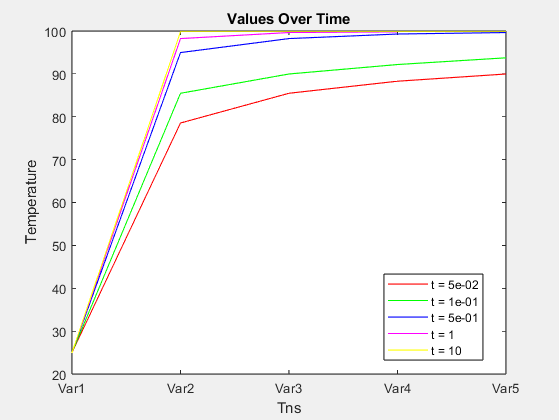 Values Over Time
100
90
80
70
60
50
40
30
20
Temperature
Var1 Var2 Var3 Var4 Var5
Tns
t = 5e-02
t = 1e-01
t = 5e-01
t = 1
t = 10